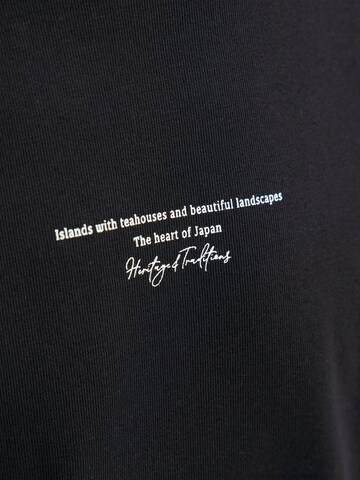 Islands with teahouses and beautiful landscapes
The heart of Japan
Heritage & Traditions